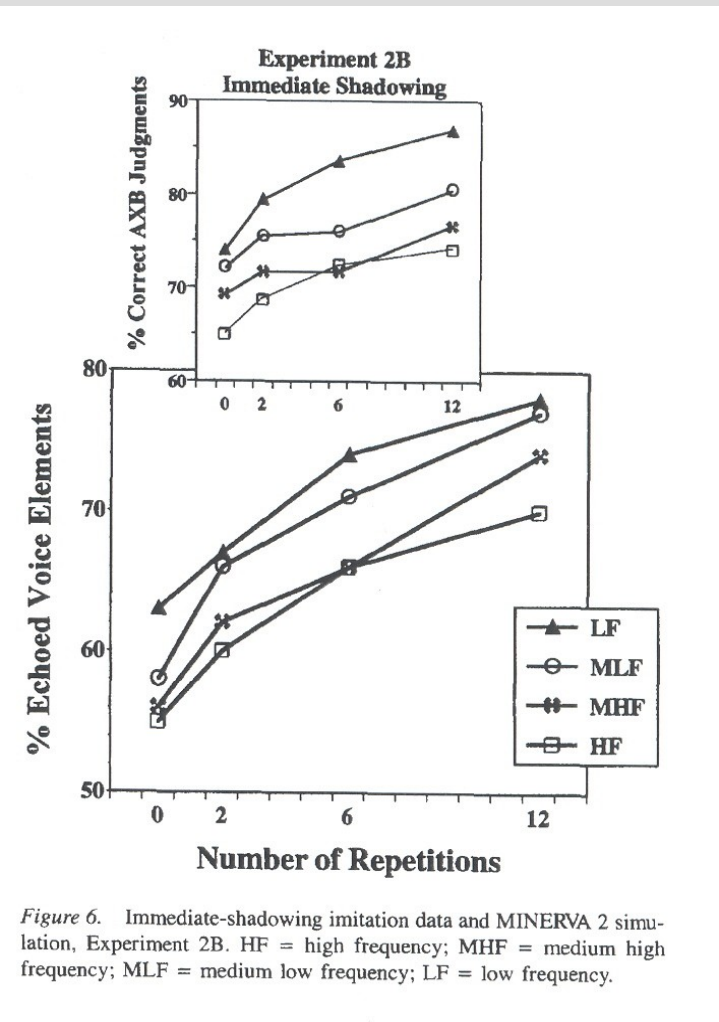 Experiment 2B
Immediate Shadowing
% Correct AXB Judgments
90
80
70
60
0 2 6 12
% Echoed Voice Elements
80
70
60
50
0 2 6 12
LF
MLF
MHF
HF
Number of Repetitions
Figure 6. Immediate-shadowing imitation data and MINERVA 2 simu-
lation, Experiment 2B. HF = high frequency; MHF = medium high
frequency; MLF = medium low frequency; LF = low frequency.